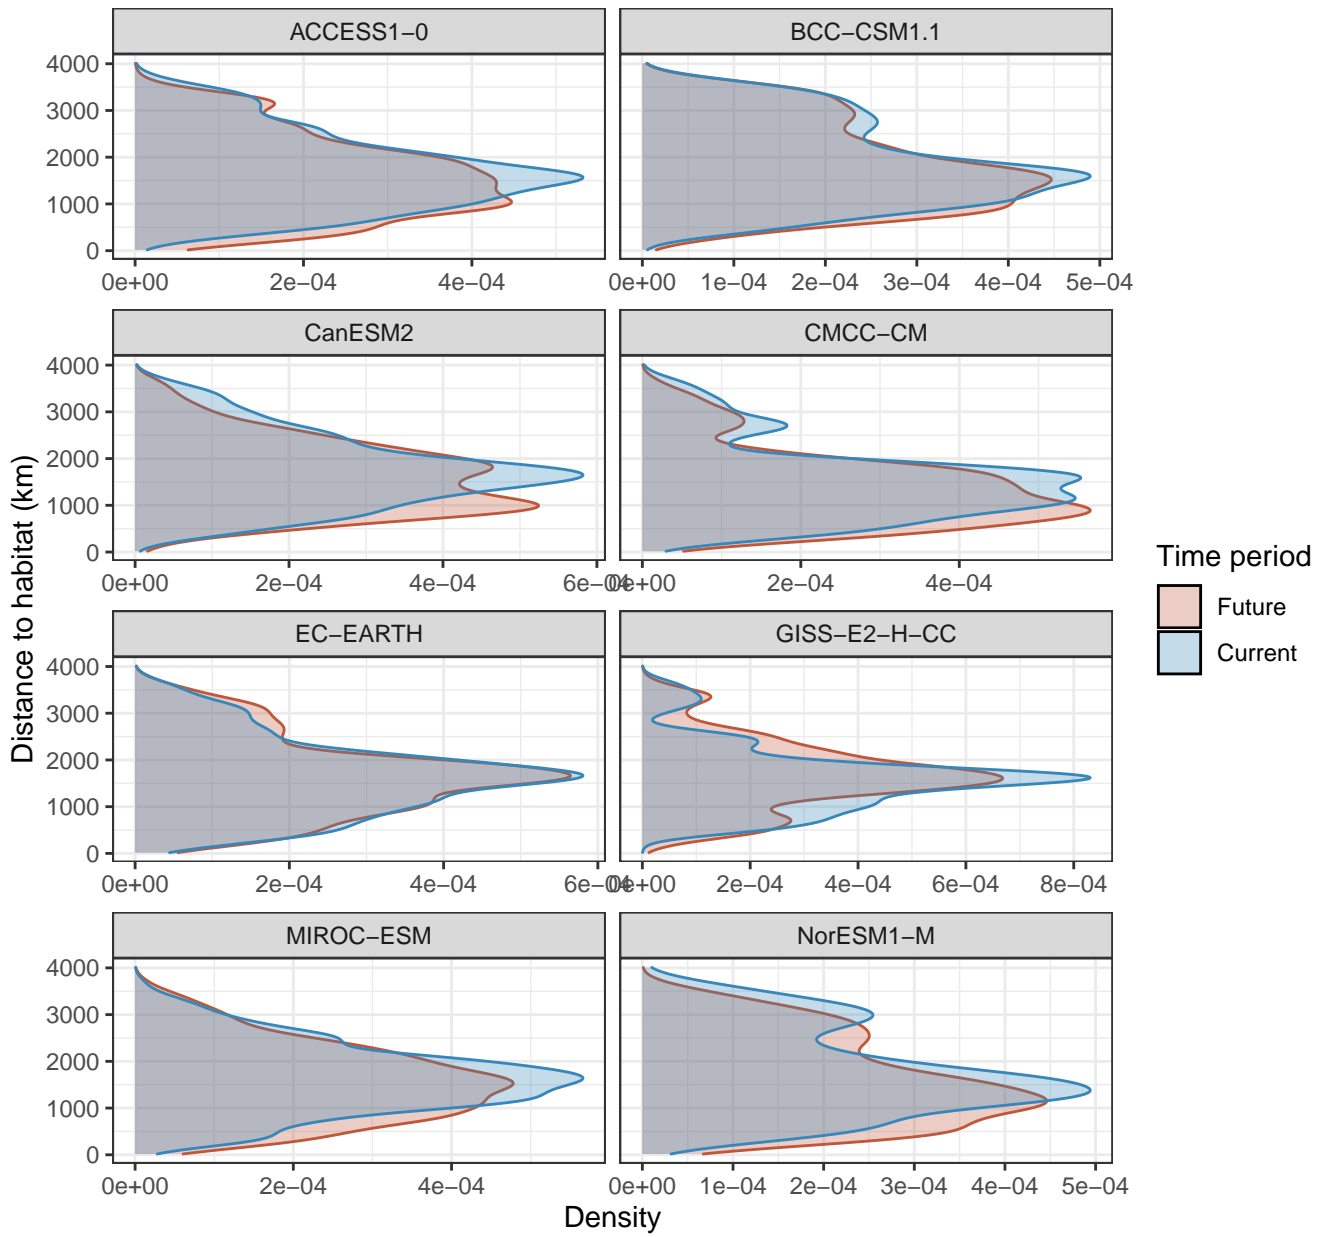 ACCESS1−0 BCC−CSM1.1
4000
3000
2000
1000
0
0e+00 2e−04 4e−04 0e+00 1e−04 2e−04 3e−04 4e−04 5e−04
CanESM2 CMCC−CM
4000
3000
2000
1000
0
0e+00 2e−04 4e−04 6e−04 0e+00 2e−04 4e−04
EC−EARTH GISS−E2−H−CC
4000
3000
2000
1000
0
0e+00 2e−04 4e−04 6e−04 0e+00 2e−04 4e−04 6e−04 8e−04
MIROC−ESM NorESM1−M
4000
3000
2000
1000
0
0e+00 2e−04 4e−04 0e+00 1e−04 2e−04 3e−04 4e−04 5e−04
Density
Distance to habitat (km)
Time period
Future
Current